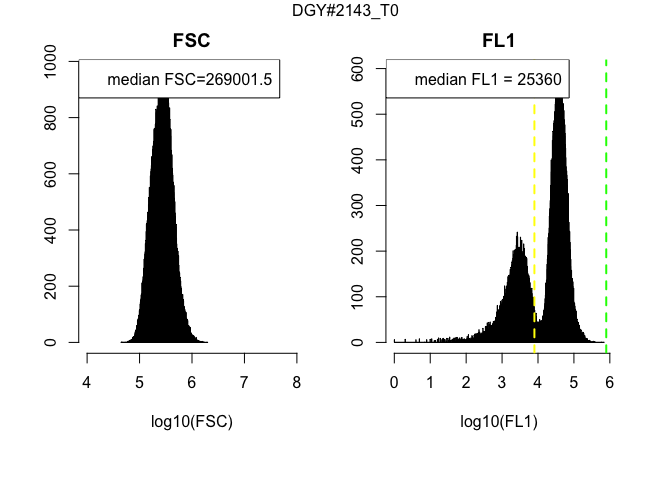 DGY#2143_T0
FSC
median FSC=269001.5
0
200
400
600
800
1000
4 5 6 7 8
log10(FSC)
FL1
median FL1 = 25360
0
100
200
300
400
500
600
0 1 2 3 4 5 6
log10(FL1)